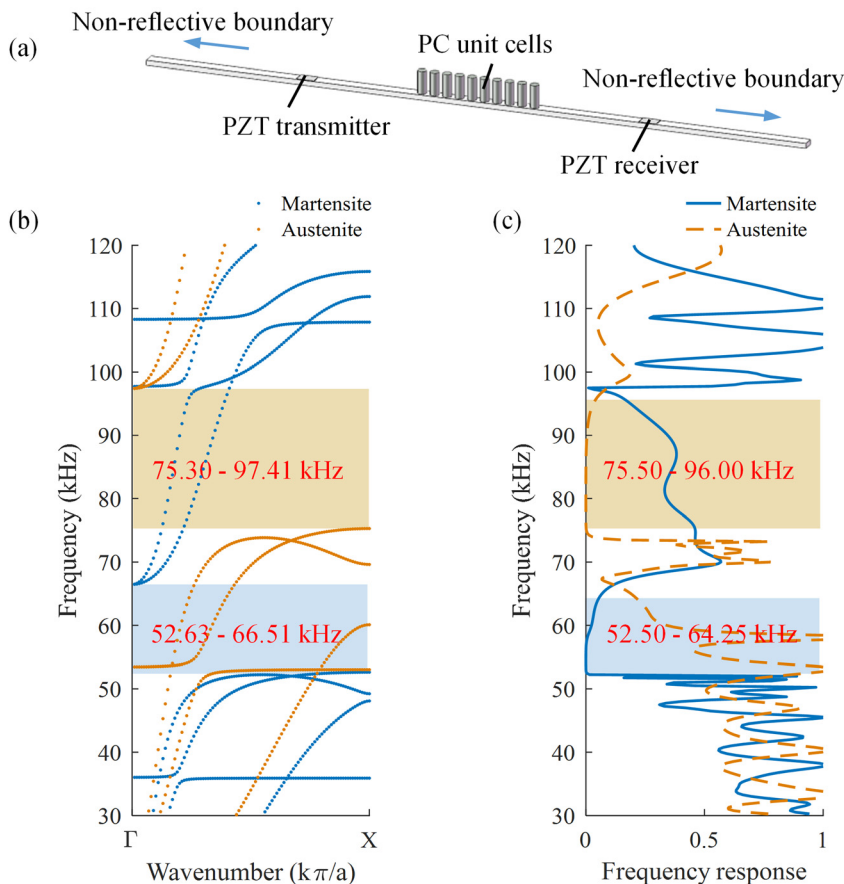 (a)
Non-reflective boundary
PC unit cells
Non-reflective boundary
PZT transmitter
PZT receiver
(b)
Martensite
Austenite
120
110
100
90
80
70
60
50
40
30
Frequency (kHz)
75.30 - 97.41 kHz
52.63 - 66.51 kHz
Γ
X
Wavenumber (k π/a)
(c)
Martensite
Austenite
120
110
100
90
80
70
60
50
40
30
Frequency (kHz)
75.50 - 96.00 kHz
52.50 - 64.25 kHz
0
0.5
1
Frequency response